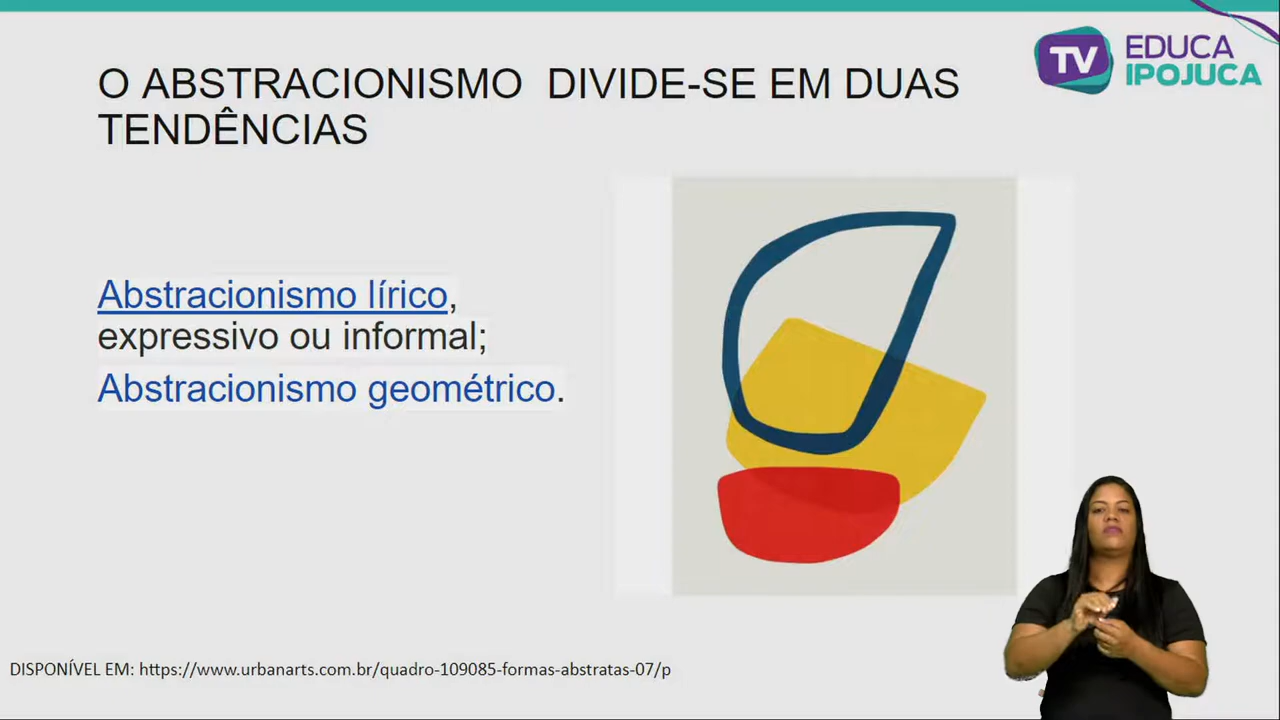 O ABSTRACIONISMO  DIVIDE-SE EM DUAS
TENDÊNCIAS
TV EDUCA
IPOJUCA
Abstracionismo lírico,
expressivo ou informal;
Abstracionismo geométrico.
DISPONÍVEL EM: https://www.urbanarts.com.br/quadro-109085-formas-abstratas-07/p